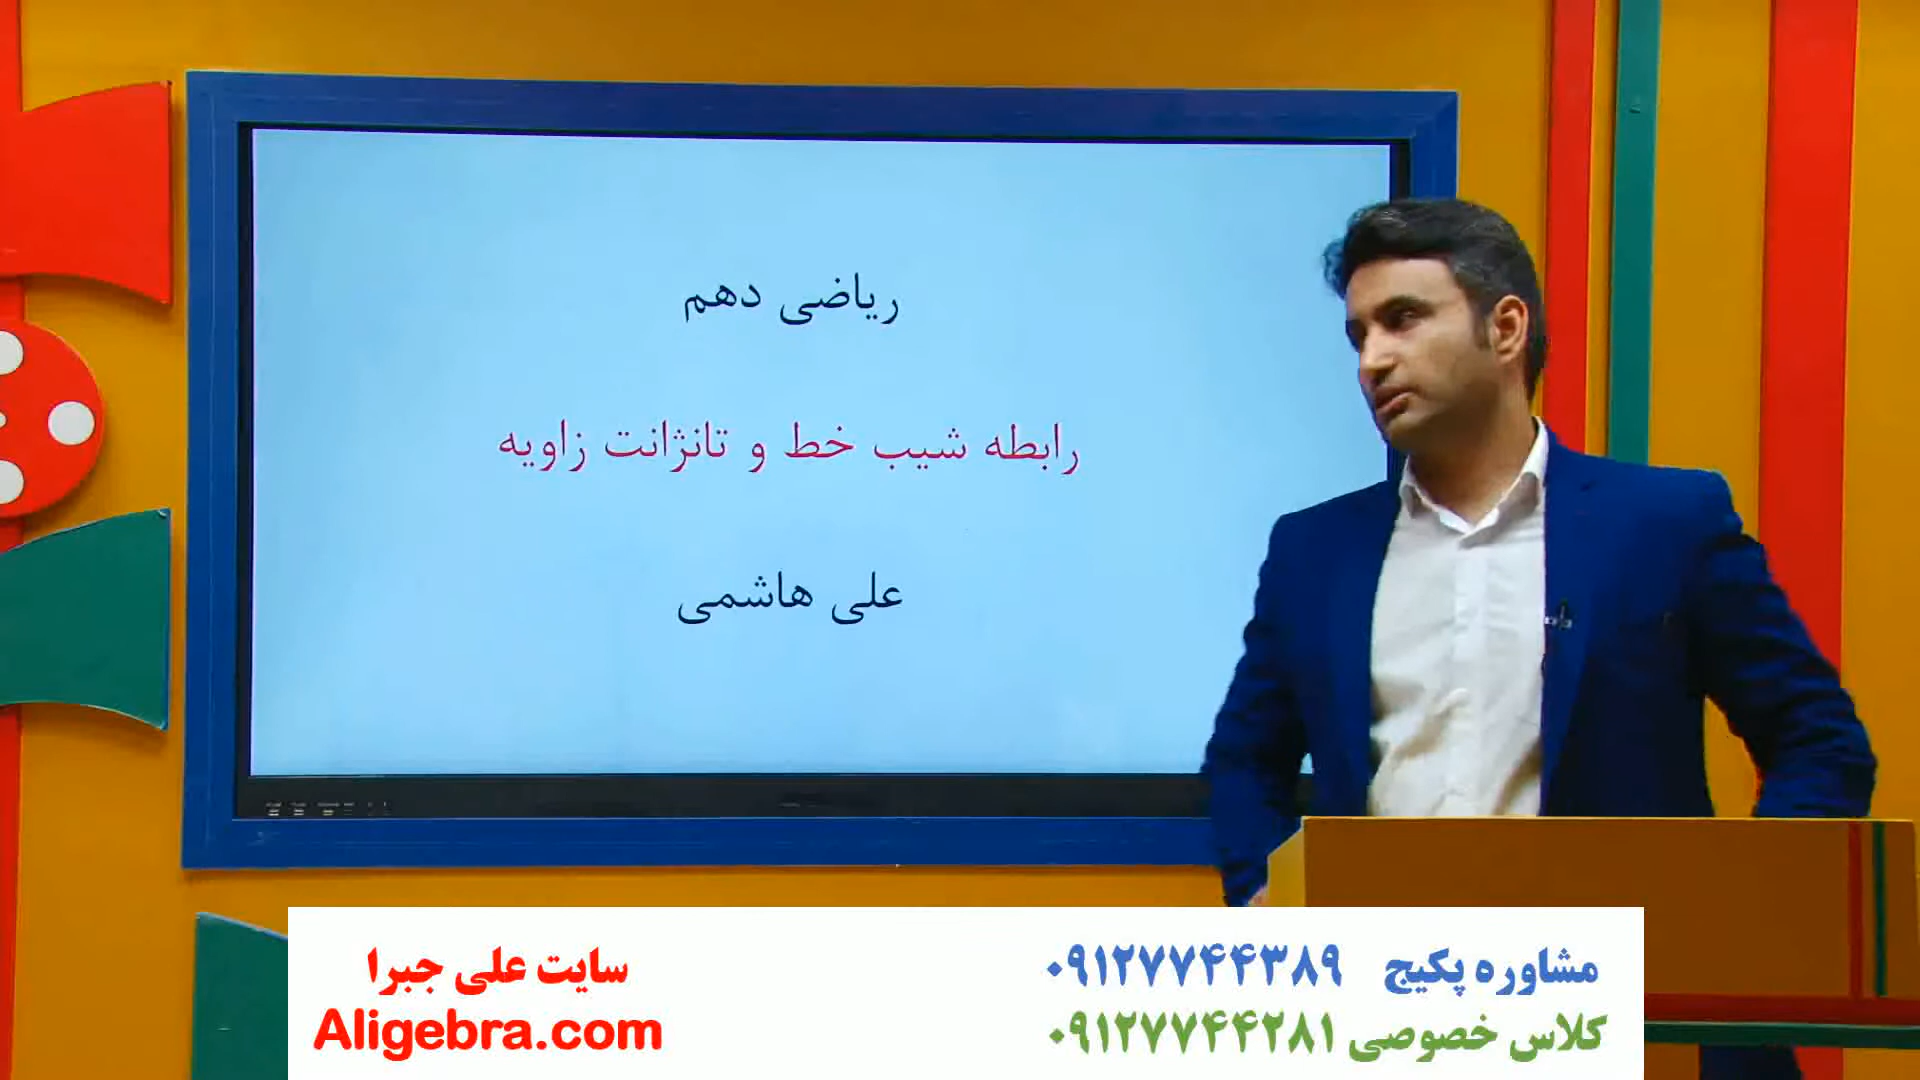 ریاضی دهم
رابطه شیب خط و تانژانت زاویه
علی هاشمی
مشاوره پکیج ۰۹۱۲۷۷۴۴۳۸۹
کلاس خصوصی ۰۹۱۲۷۷۴۴۲۸۱
سایت علی جبرا
Aligebra.com